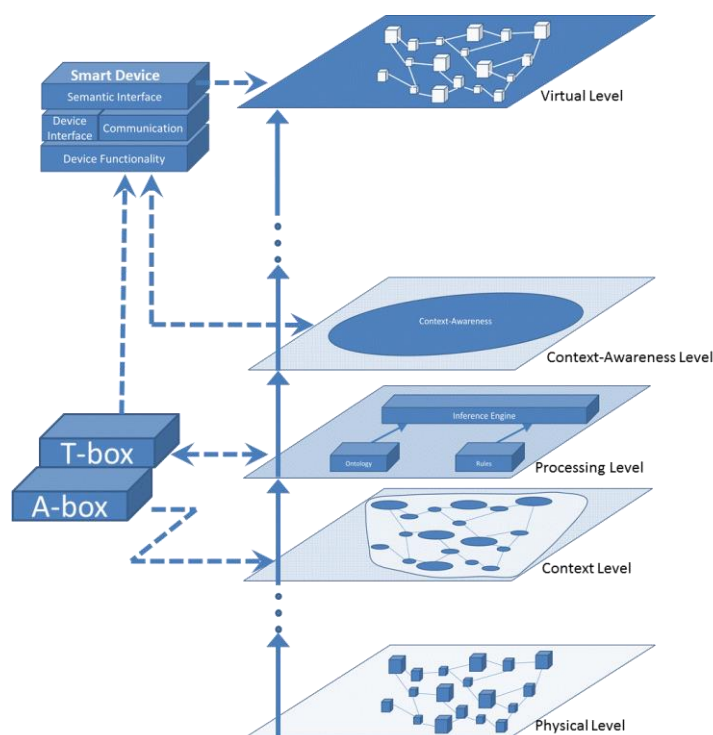 Smart Device
Semantic Interface
Device
Interface
Communication
Device Functionality
Virtual Level
Context-Awareness
Context-Awareness Level
T-box
A-box
Inference Engine
Ontology
Rules
Processing Level
Context Level
Physical Level